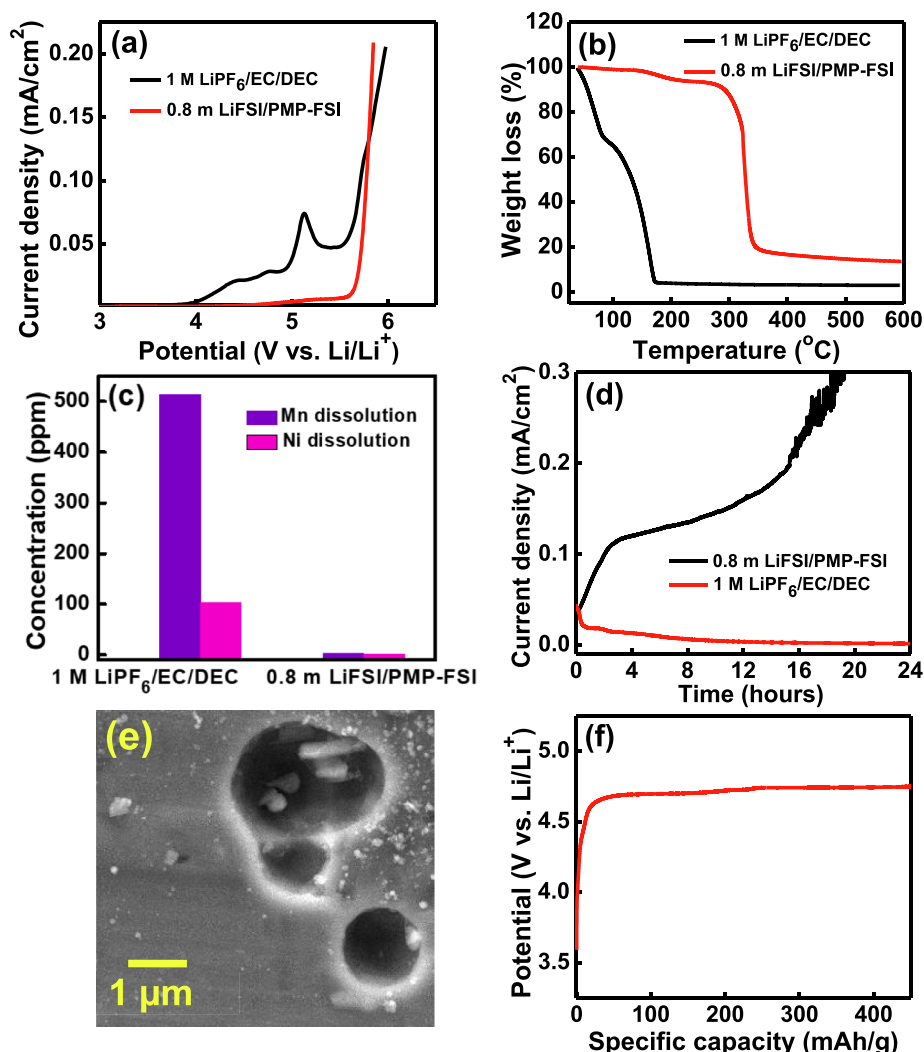 (a)
1 M LiPF6/EC/DEC
0.8 m LiFSI/PMP-FSI
0.20
0.15
0.10
0.05
Current density (mA/cm2)
3 4 5 6
Potential (V vs. Li/Li+)
(b)
1 M LiPF6/EC/DEC
0.8 m LiFSI/PMP-FSI
120
100
80
60
40
20
0
Weight loss (%)
100 200 300 400 500 600
Temperature (oC)
(c)
Mn dissolution
Ni dissolution
500
400
300
200
100
0
Concentration (ppm)
1 M LiPF6/EC/DEC 0.8 m LiFSI/PMP-FSI
(d)
0.3
0.2
0.1
0.0
Current density (mA/cm2)
0.8 m LiFSI/PMP-FSI
1 M LiPF6/EC/DEC
0 4 8 12 16 20 24
Time (hours)
(e)
1 µm
(f)
5.0
4.5
4.0
3.5
Potential (V vs. Li/Li+)
0 100 200 300 400
Specific capacity (mAh/g)